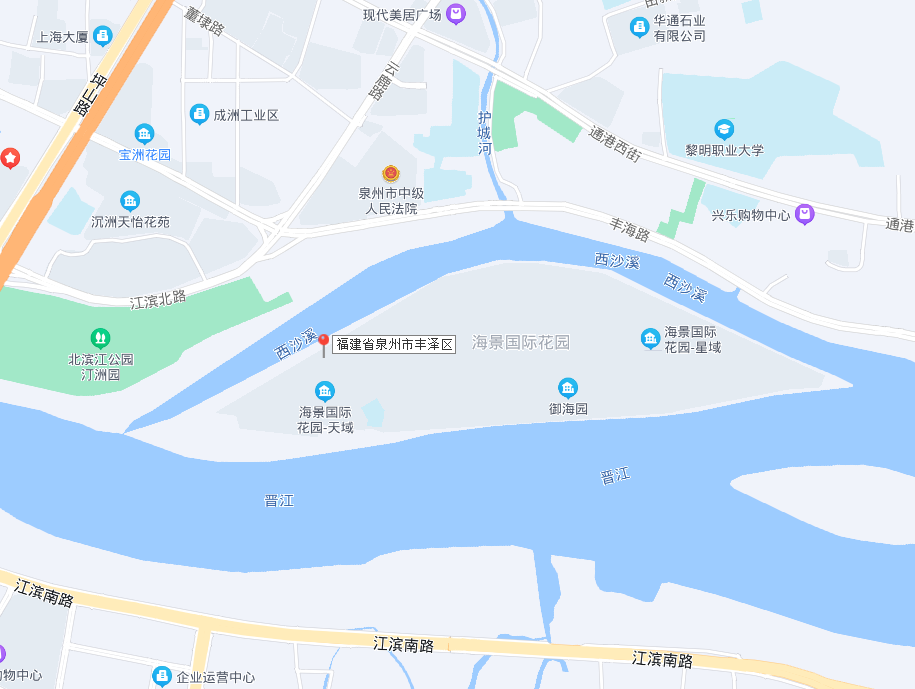 现代美居广场
华通石业
有限公司
上海大厦
薰埭路
坪山路
云鹿路
成洲工业区
护城河
通港西街
宝洲花园
黎明职业大学
泉州市中级
人民法院
沉洲天怡花苑
兴乐购物中心
通港
丰海路
西沙溪
西沙溪
江滨北路
西沙溪
福建省泉州市丰泽区
海景国际花园
海景国际
花园-星域
北滨江公园
汀洲园
海景国际
花园-天域
御海园
晋江
晋江
江滨南路
江滨南路
江滨南路
购物中心
企业运营中心